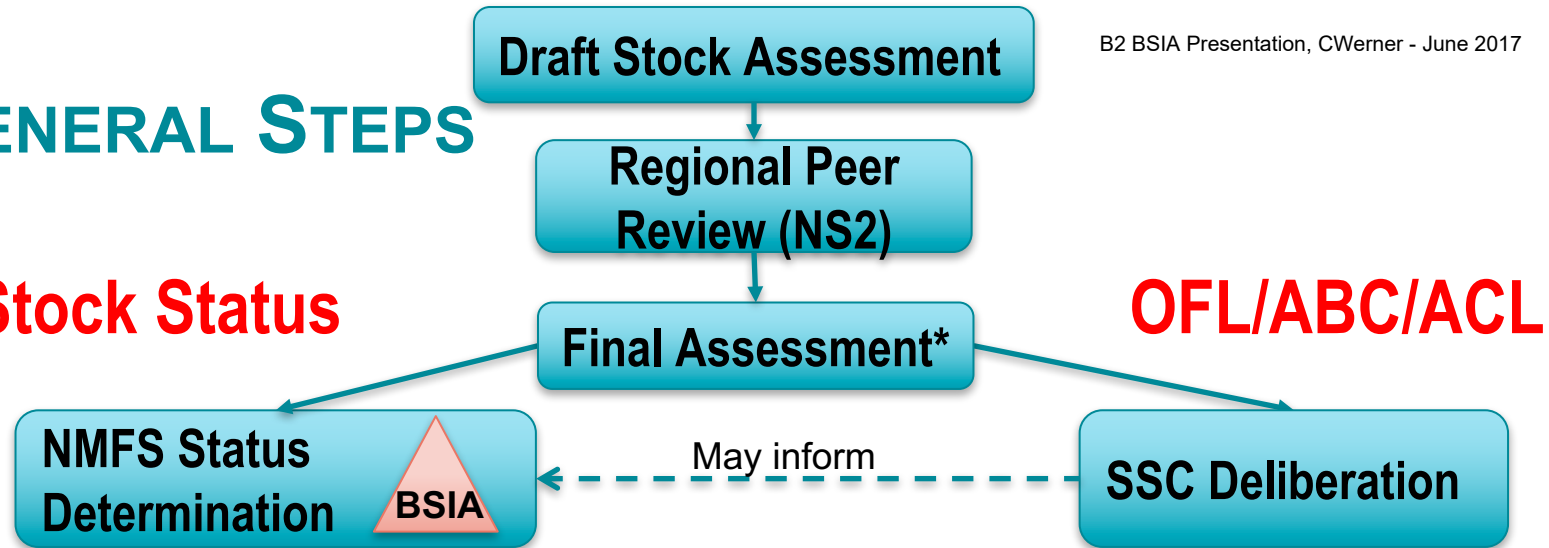 Draft Stock Assessment
B2 BSIA Presentation, CWerner - June 2017
ENERAL STEPS
Regional Peer
Review (NS2)
Stock Status
OFL/ABC/ACL
Final Assessment*
NMFS Status
Determination
BSIA
May inform
SSC Deliberation